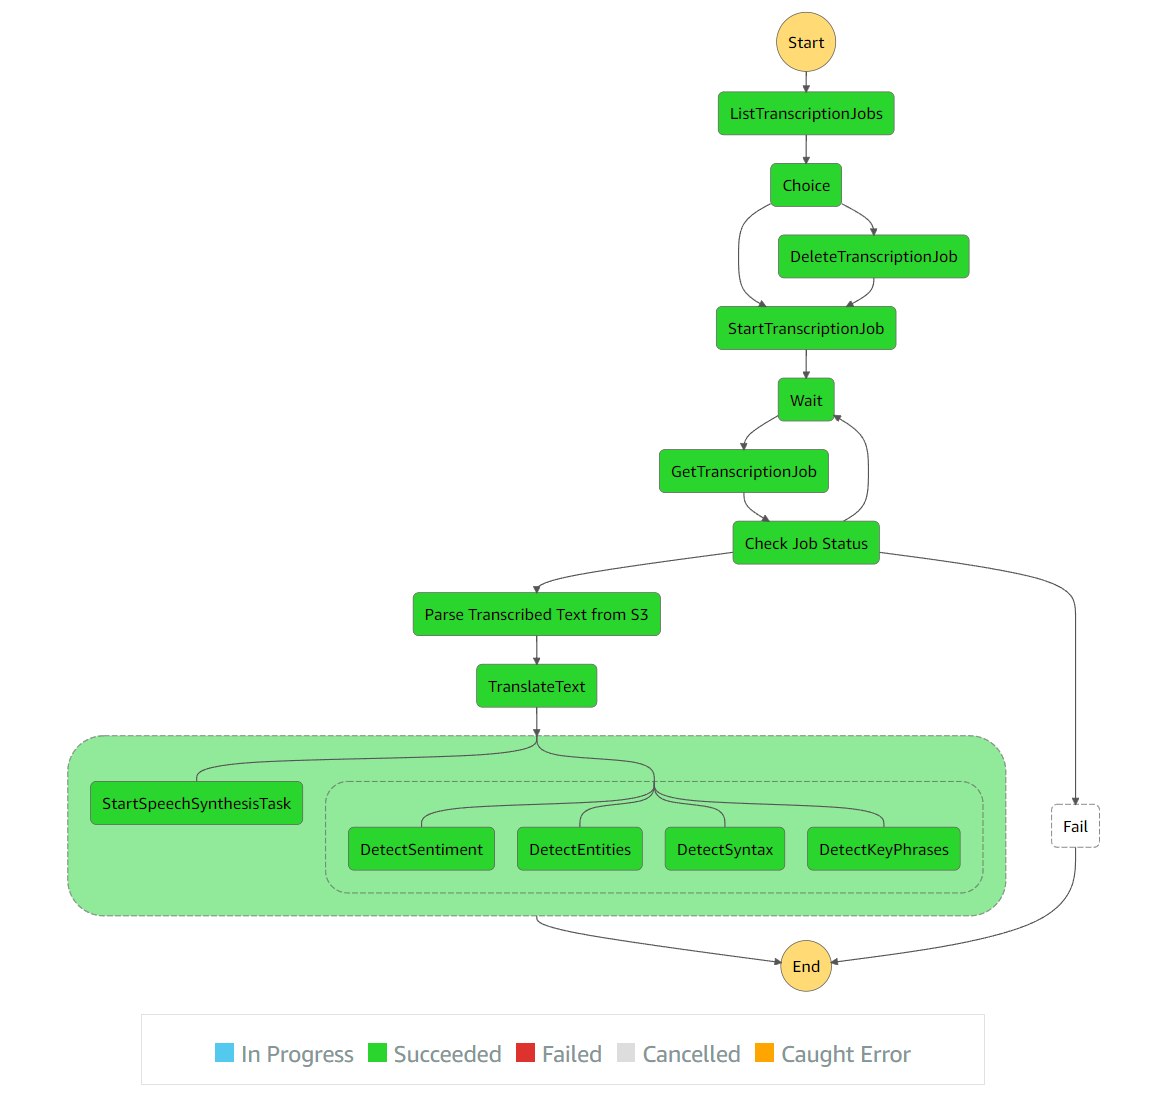 Start
ListTranscriptionJobs
Choice
DeleteTranscriptionJob
StartTranscriptionJob
Wait
GetTranscriptionJob
Check Job Status
Parse Transcribed Text from S3
TranslateText
StartSpeechSynthesisTask
DetectSentiment
DetectEntities
DetectSyntax
DetectKeyPhrases
Fail
End
In Progress
Succeeded
Failed
Cancelled
Caught Error